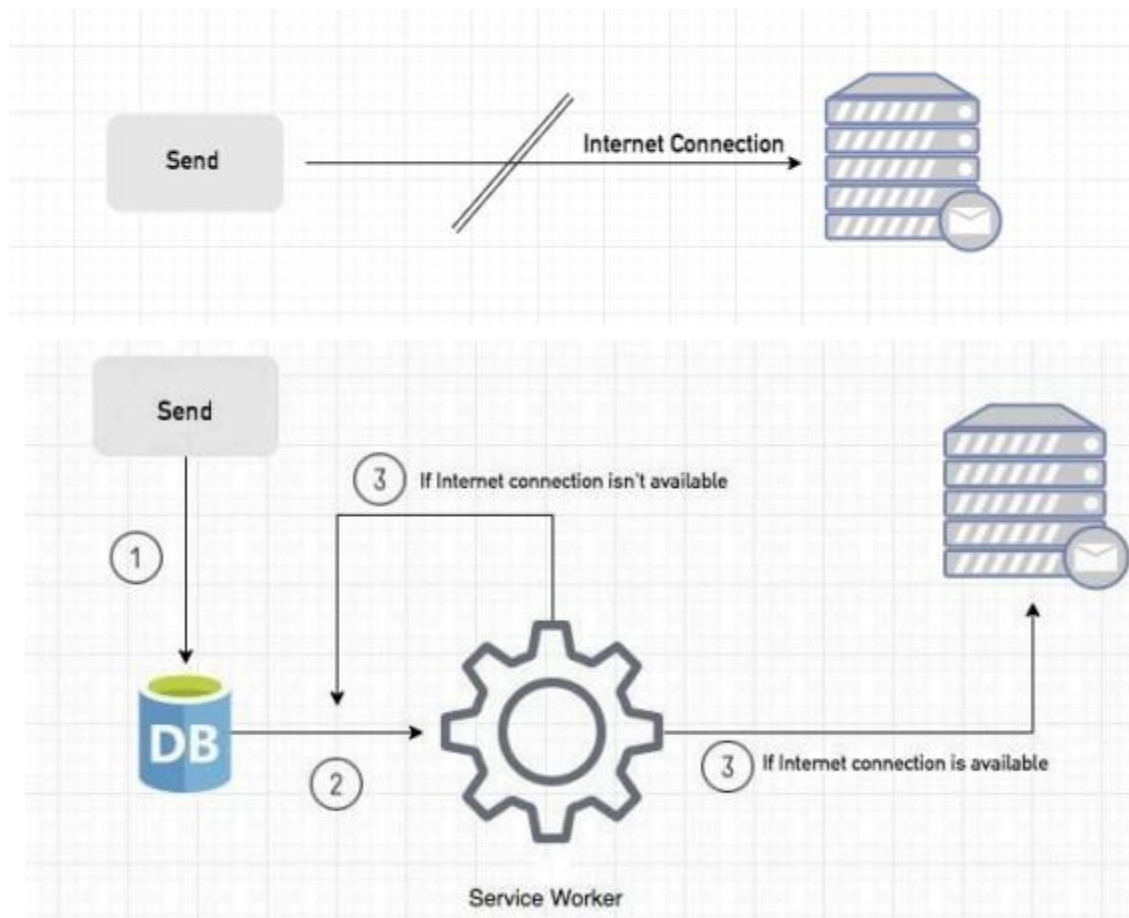 Send
Internet Connection
Send
3 If Internet connection isn't available
1
DB
2
3 If Internet connection is available
Service Worker